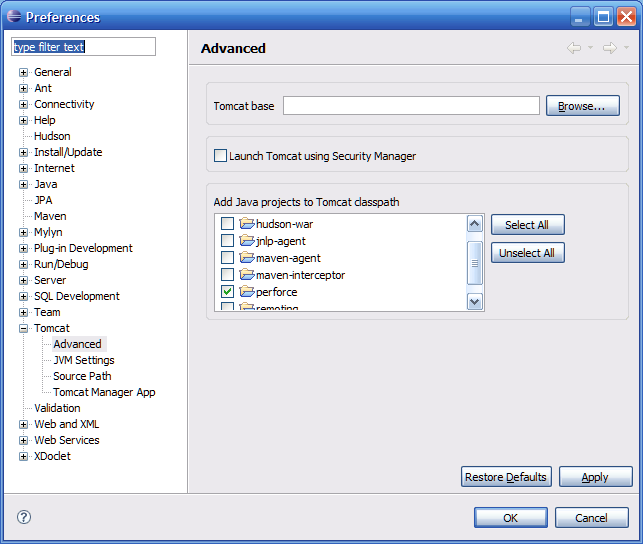 Preferences
type filter text
General
Ant
Connectivity
Help
Hudson
Install/Update
Internet
Java
JPA
Maven
Mylyn
Plug-in Development
Run/Debug
Server
SQL Development
Team
Tomcat
Advanced
JVM Settings
Source Path
Tomcat Manager App
Validation
Web and XML
Web Services
XDoclet
Advanced
Tomcat base
Browse...
Launch Tomcat using Security Manager
Add Java projects to Tomcat classpath
hudson-war
jnlp-agent
maven-agent
maven-interceptor
perforce
remoting
Select All
Unselect All
Restore Defaults
Apply
?
OK
Cancel